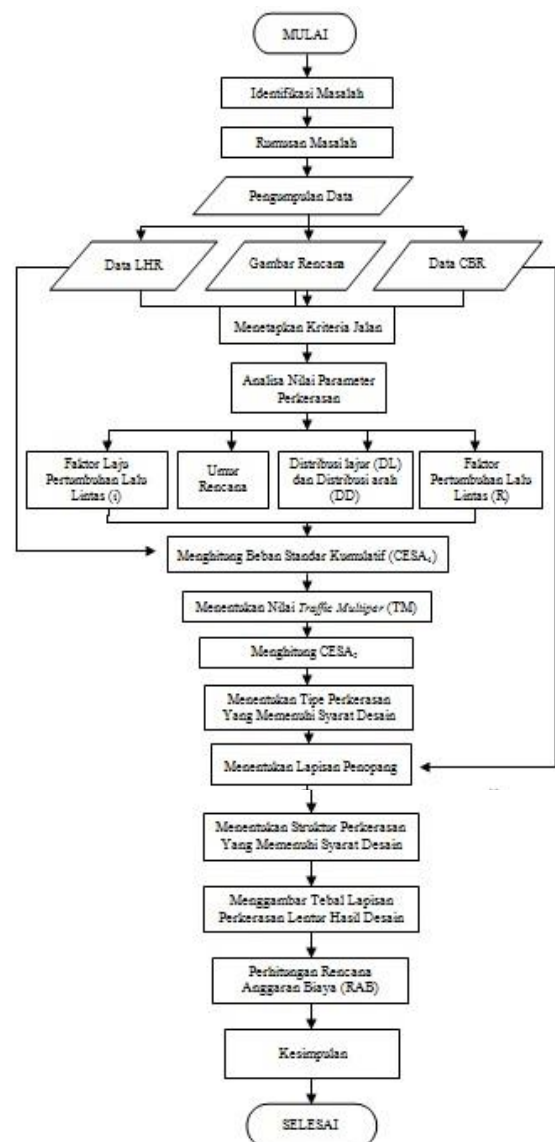 MULAI
Identifikasi Masalah
Rumusan Masalah
Pengumpulan Data
Data LHR
Gambar Rencana
Data CBR
Menetapkan Kriteria Jalan
Analisa Nilai Parameter
Perkerasan
Faktor Laju
Pertumbuhan Lalu
Lintas (i)
Umur
Rencana
Distribusi lajur (DL)
dan Distribusi arah
(DD)
Faktor
Pertumbuhan Lalu
Lintas (R)
Menghitung Beban Standar Kumulatif (CESA₄)
Menentukan Nilai Traffic Multiper (TM)
Menghitung CESA₅
Menentukan Tipe Perkerasan
Yang Memenuhi Syarat Desain
Menentukan Lapisan Penopang
Menentukan Struktur Perkerasan
Yang Memenuhi Syarat Desain
Menggambar Tebal Lapisan
Perkerasan Lentur Hasil Desain
Perhitungan Rencana
Anggaran Biaya (RAB)
Kesimpulan
SELESAI